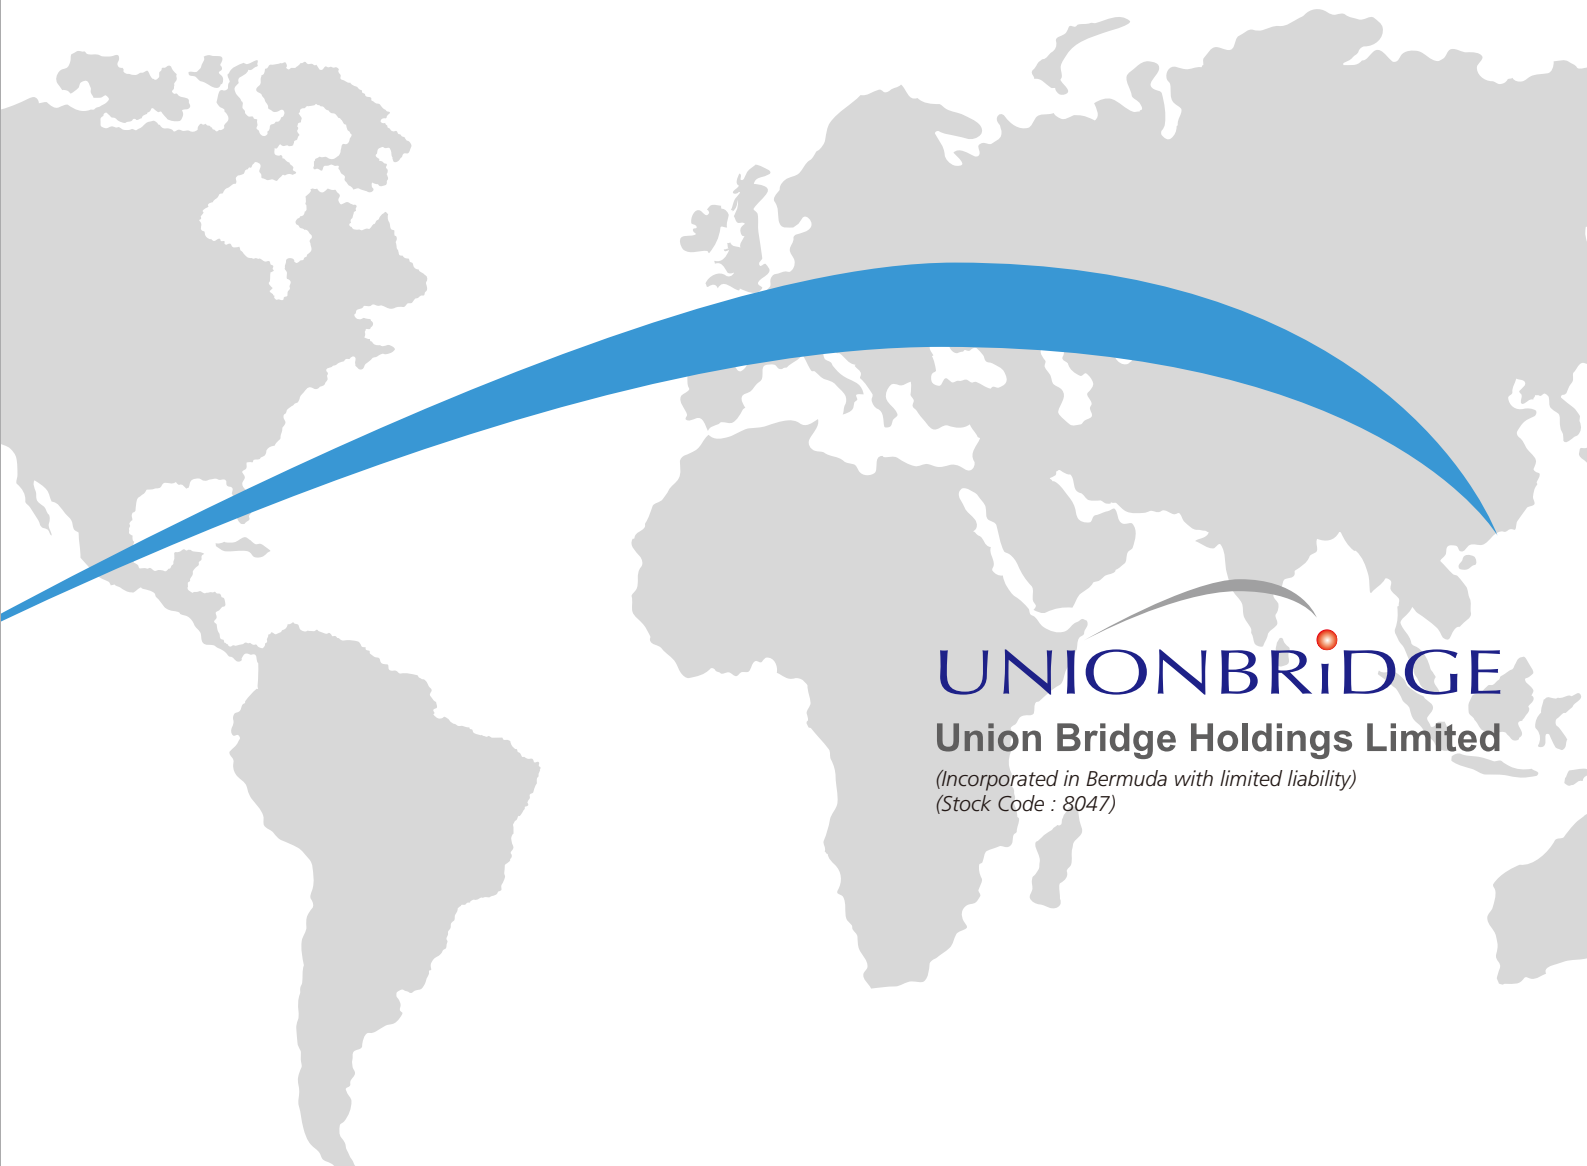 UNIONBRiDGE
Union Bridge Holdings Limited
(Incorporated in Bermuda with limited liability)
(Stock Code : 8047)